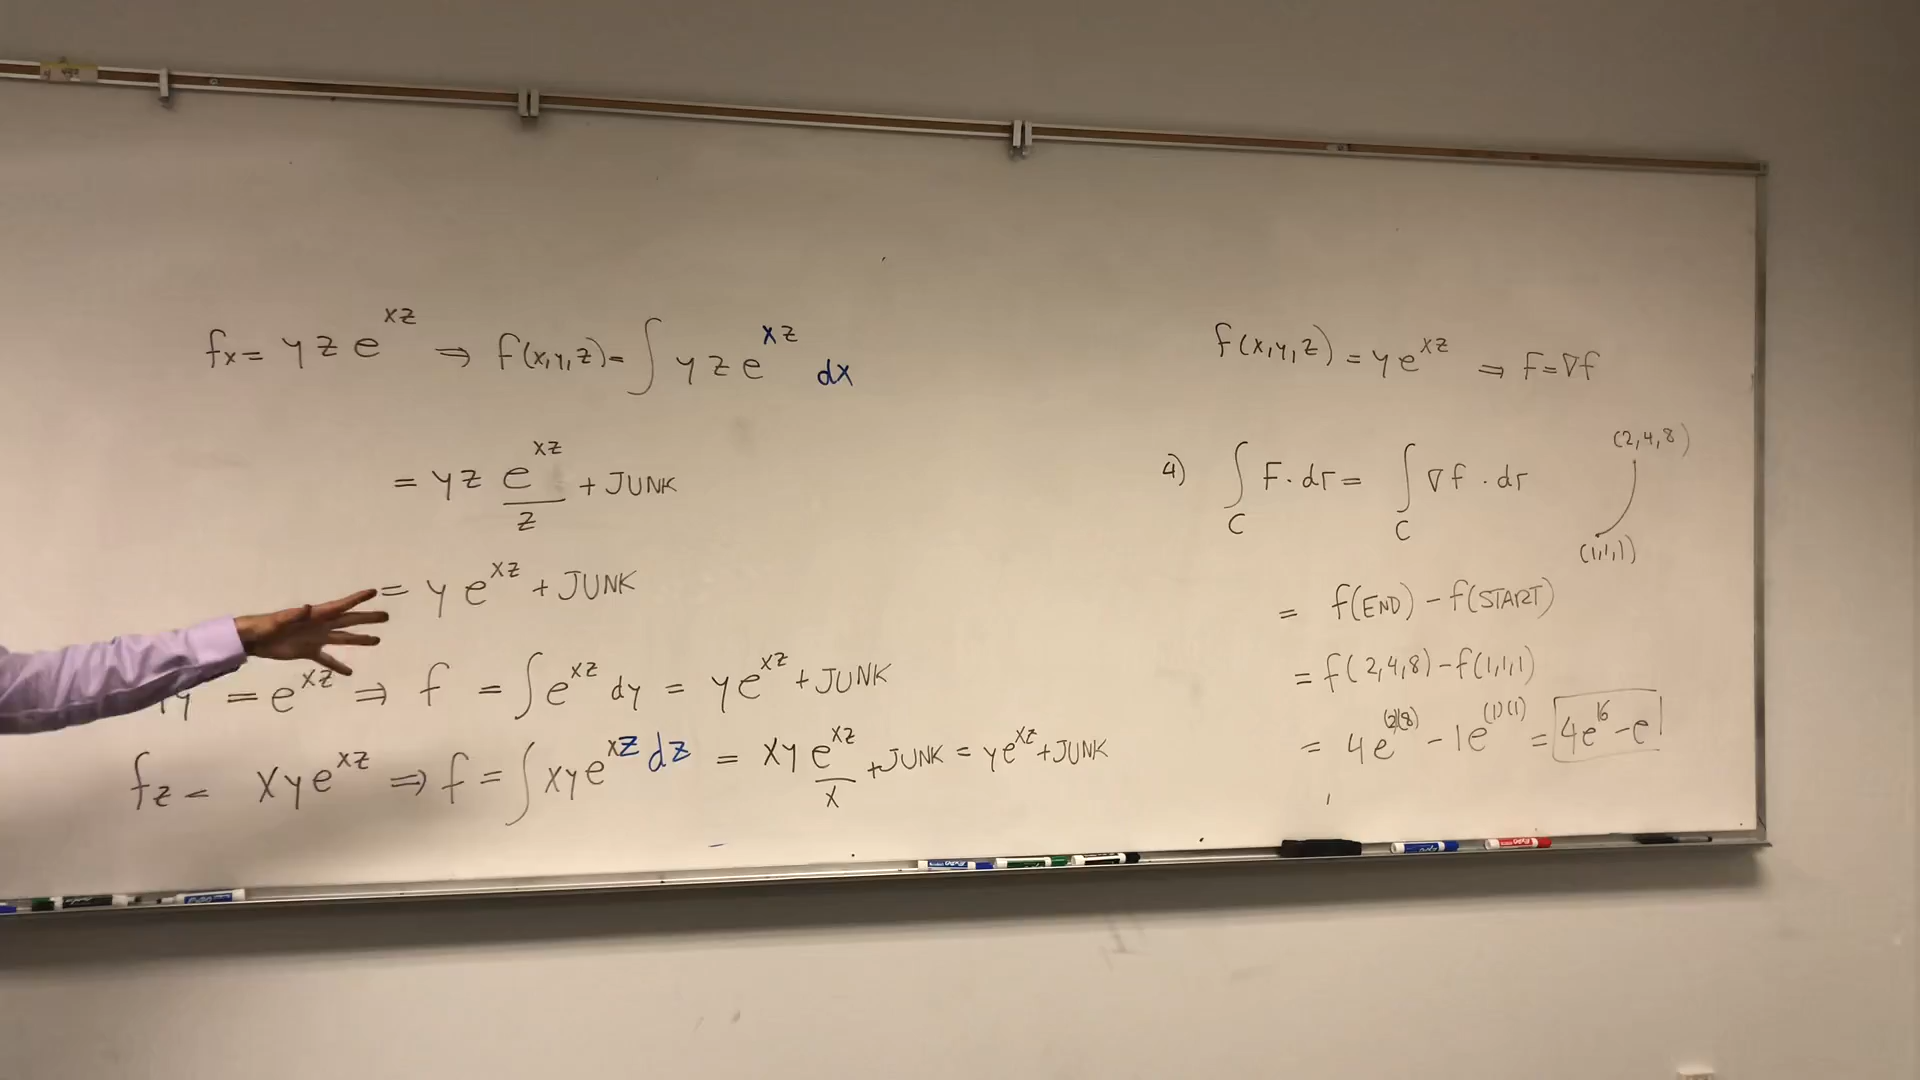 fx = yze^{xz} ⇒ f(x,y,z) = ∫ yze^{xz} dx
= yz e^{xz}/z + JUNK
= ye^{xz} + JUNK
y = e^{xz} ⇒ f = ∫e^{xz} dy = ye^{xz} + JUNK
fz = xye^{xz} ⇒ f = ∫xye^{xz} dz = xy e^{xz}/x + JUNK = ye^{xz} + JUNK
f(x,y,z) = ye^{xz} ⇒ F = ∇f
4) ∫_C F · dr = ∫_C ∇f · dr
(2,4,8)
(1,1,1)
= f(END) – f(START)
= f(2,4,8) – f(1,1,1)
= 4e^{(2)(8)} – 1e^{(1)(1)} = 4e^{16} – e